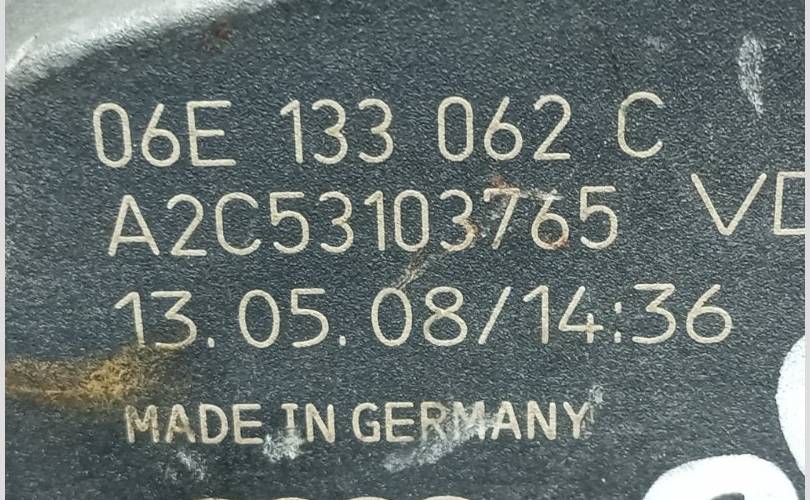 06E 133 062 C
A2C53103765
13.05.08/14:36
MADE IN GERMANY